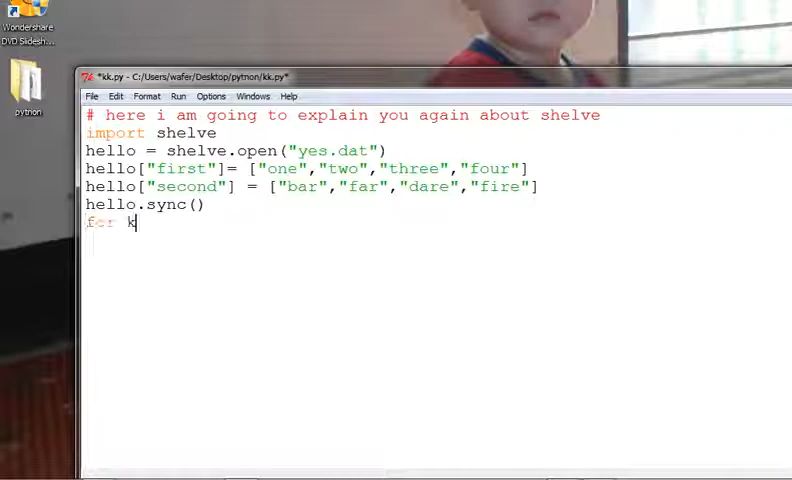 Wondershare
DVD Slidesh...
pytnon
*kk.py - C:/Users/wafer/Desktop/pytnon/kk.py*
File Edit Format Run Options Windows Help
# here i am going to explain you again about shelve
import shelve
hello = shelve.open("yes.dat")
hello["first"]= ["one","two","three","four"]
hello["second"] = ["bar","far","dare","fire"]
hello.sync()
for k